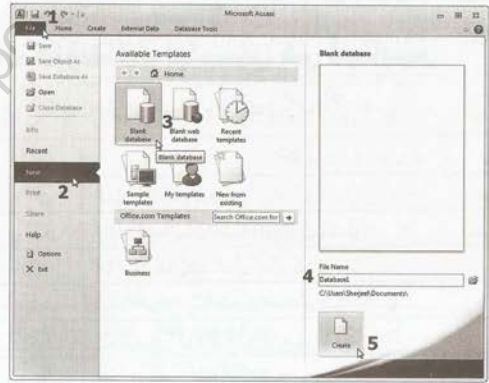 Microsoft Access
1
File Home Create External Data Database Tools
Save
Save Object As
Save Database As
Open
Close Database
Info
Recent
New
2
Print
Share
Help
Options
Exit
Available Templates
Home
Blank database
3
Blank web database
Recent templates
Blank database
Sample templates
My templates
New from existing
Office.com Templates
Search Office.com for
Business
Blank database
File Name
4
Database1
C:\Users\Sharjeel\Documents\
Create
5